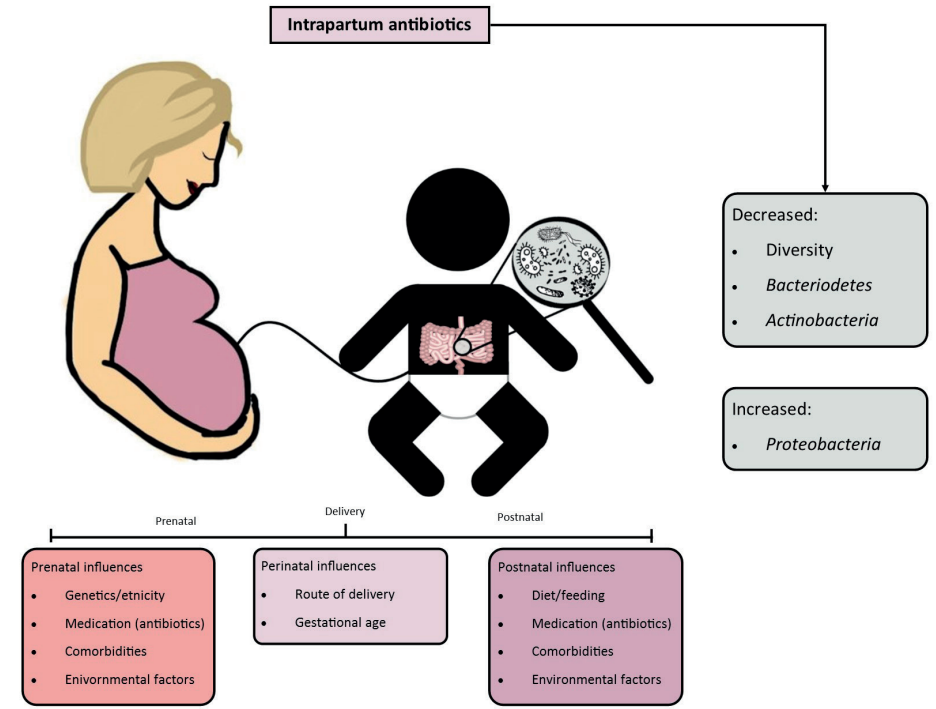 Intrapartum antibiotics
Decreased:
• Diversity
• Bacteriodetes
• Actinobacteria
Increased:
• Proteobacteria
Prenatal
Delivery
Postnatal
Prenatal influences
• Genetics/etnicity
• Medication (antibiotics)
• Comorbidities
• Enivornmental factors
Perinatal influences
• Route of delivery
• Gestational age
Postnatal influences
• Diet/feeding
• Medication (antibiotics)
• Comorbidities
• Environmental factors